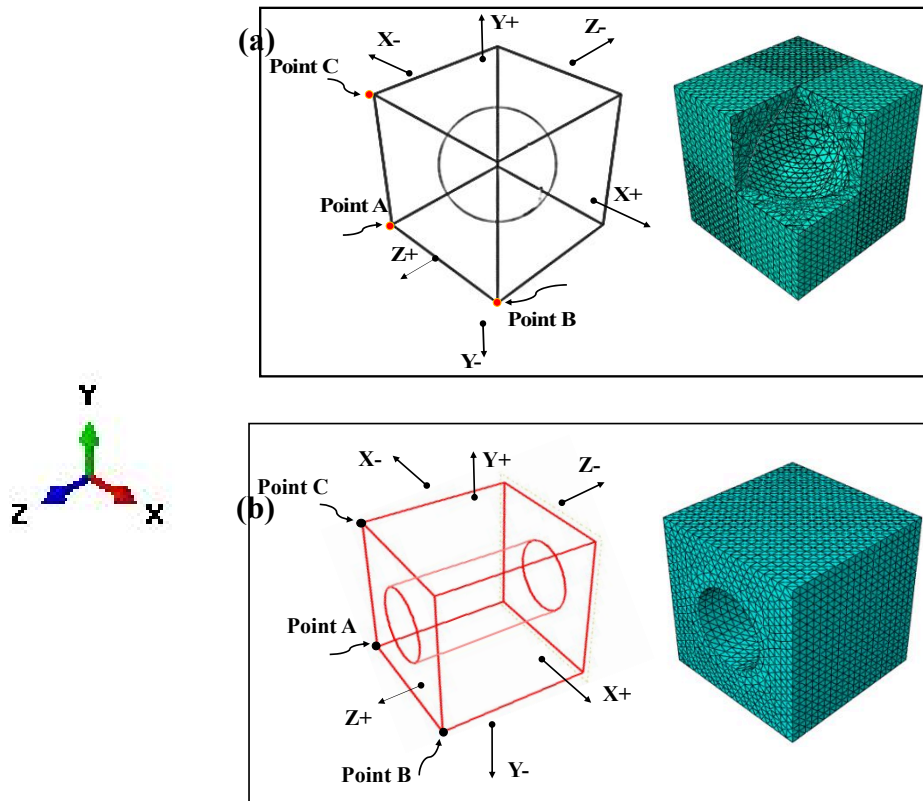 (a)
Y+
Z-
X-
Point C
X+
Point A
Z+
Point B
Y-
Y
Z
X
(b)
X-
Y+
Z-
Point C
Point A
X+
Z+
Point B
Y-